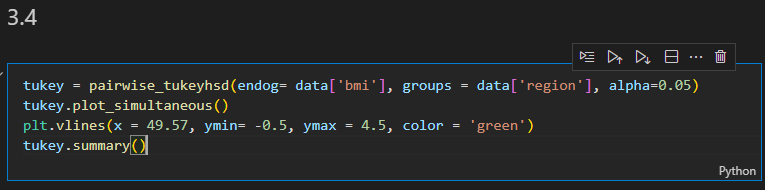 3.4
tukey = pairwise_tukeyhsd(endog= data['bmi'], groups = data['region'], alpha=0.05)
tukey.plot_simultaneous()
plt.vlines(x = 49.57, ymin= -0.5, ymax = 4.5, color = 'green')
tukey.summary()
Python